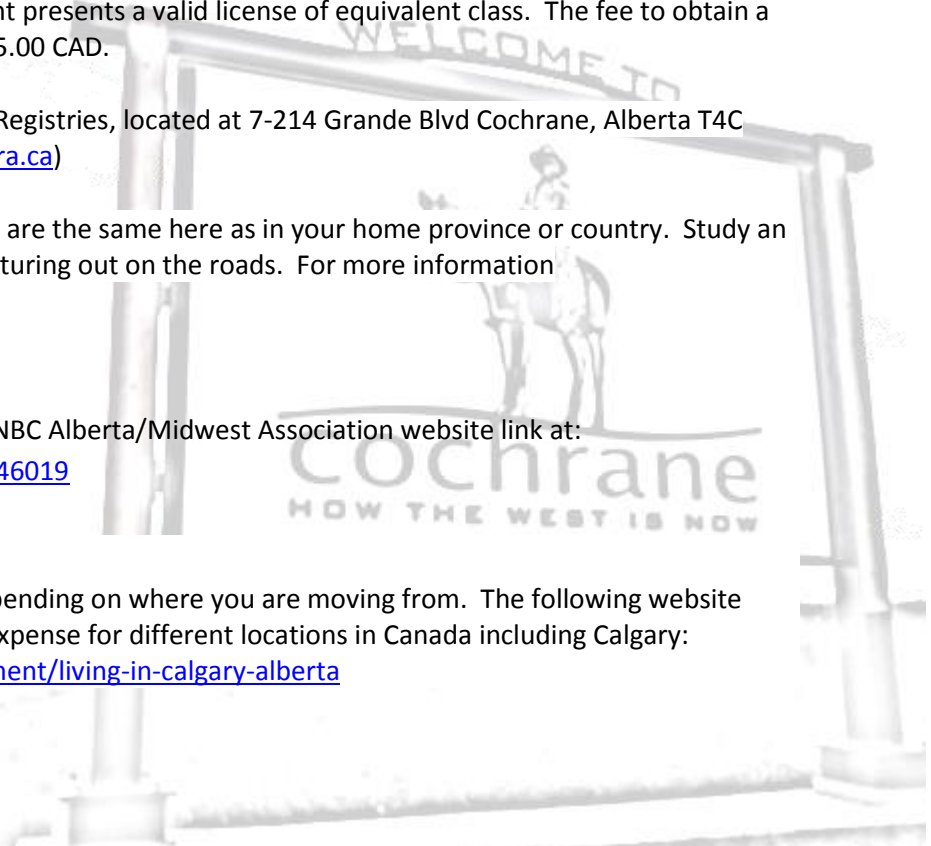 nt presents a valid license of equivalent class. The fee to obtain a
5.00 CAD.
WELCOME TO
Registries, located at 7-214 Grande Blvd Cochrane, Alberta T4C
ra.ca)
are the same here as in your home province or country. Study an
turing out on the roads. For more information
NBC Alberta/Midwest Association website link at:
46019
cochrane
HOW THE WEST IS NOW
pending on where you are moving from. The following website
xpense for different locations in Canada including Calgary:
nent/living-in-calgary-alberta